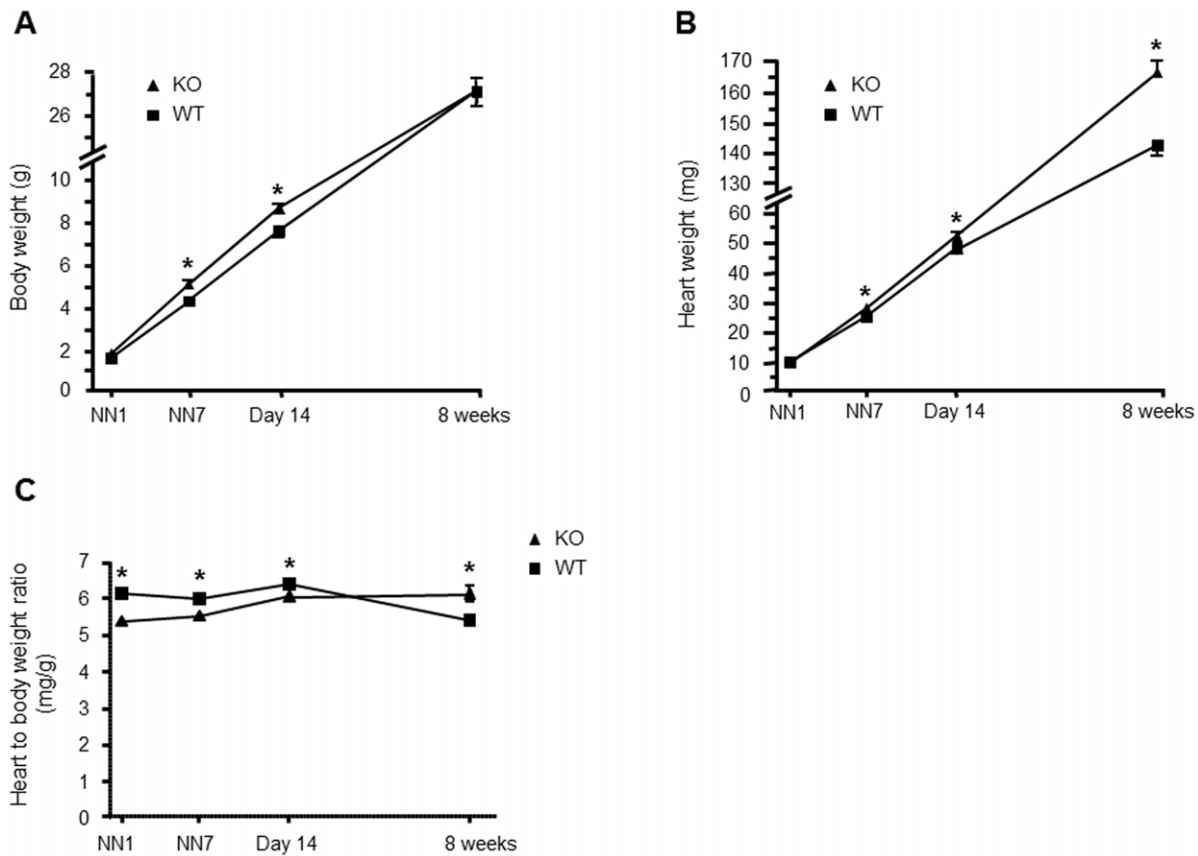 A
Body weight (g)
28
26
10
8
6
4
2
0
KO
WT
*
*
NN1 NN7 Day 14 8 weeks
B
Heart weight (mg)
170
160
150
140
130
60
50
40
30
20
10
0
KO
WT
*
*
*
NN1 NN7 Day 14 8 weeks
C
Heart to body weight ratio
(mg/g)
7
6
5
4
3
2
1
0
KO
WT
* * * *
NN1 NN7 Day 14 8 weeks